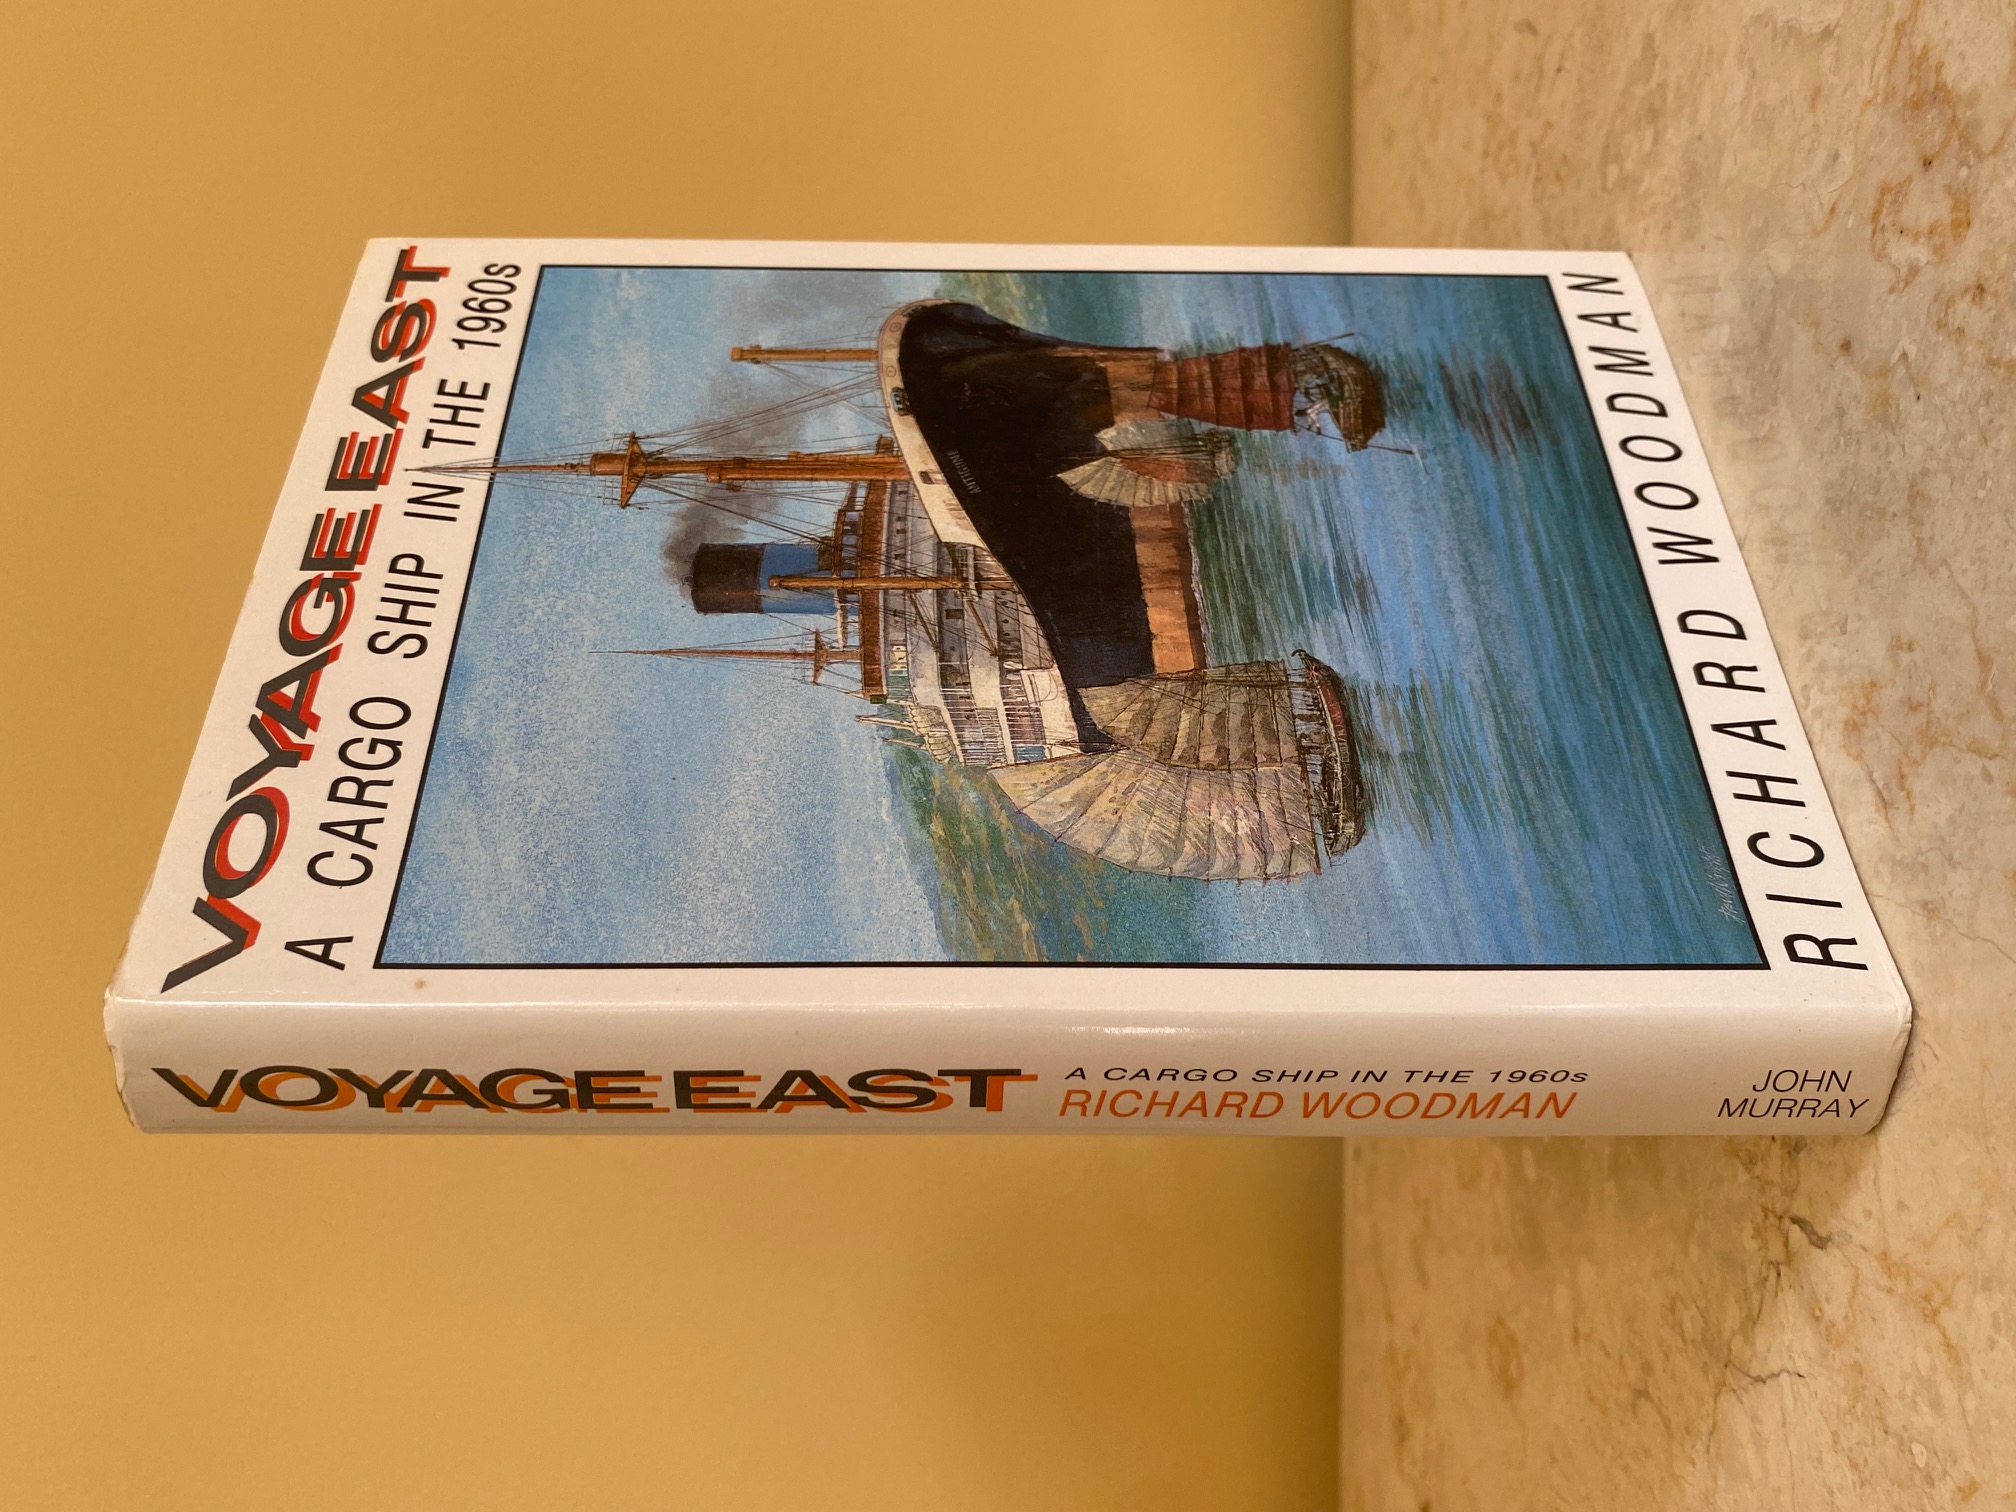 VOYAGE EAST
A CARGO SHIP IN THE 1960s
ANTIGONE
RICHARD WOODMAN
VOYAGE EAST
A CARGO SHIP IN THE 1960s
RICHARD WOODMAN
JOHN
MURRAY